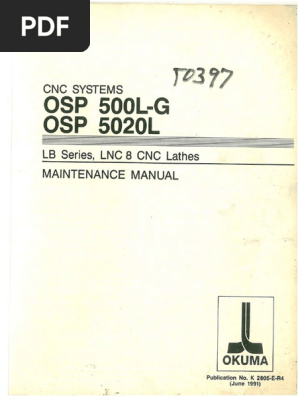 PDF
T0397
CNC SYSTEMS
OSP 500L-G
OSP 5020L
LB Series, LNC 8 CNC Lathes
MAINTENANCE MANUAL
OKUMA
Publication No. K 2805-E-R4
(June 1991)